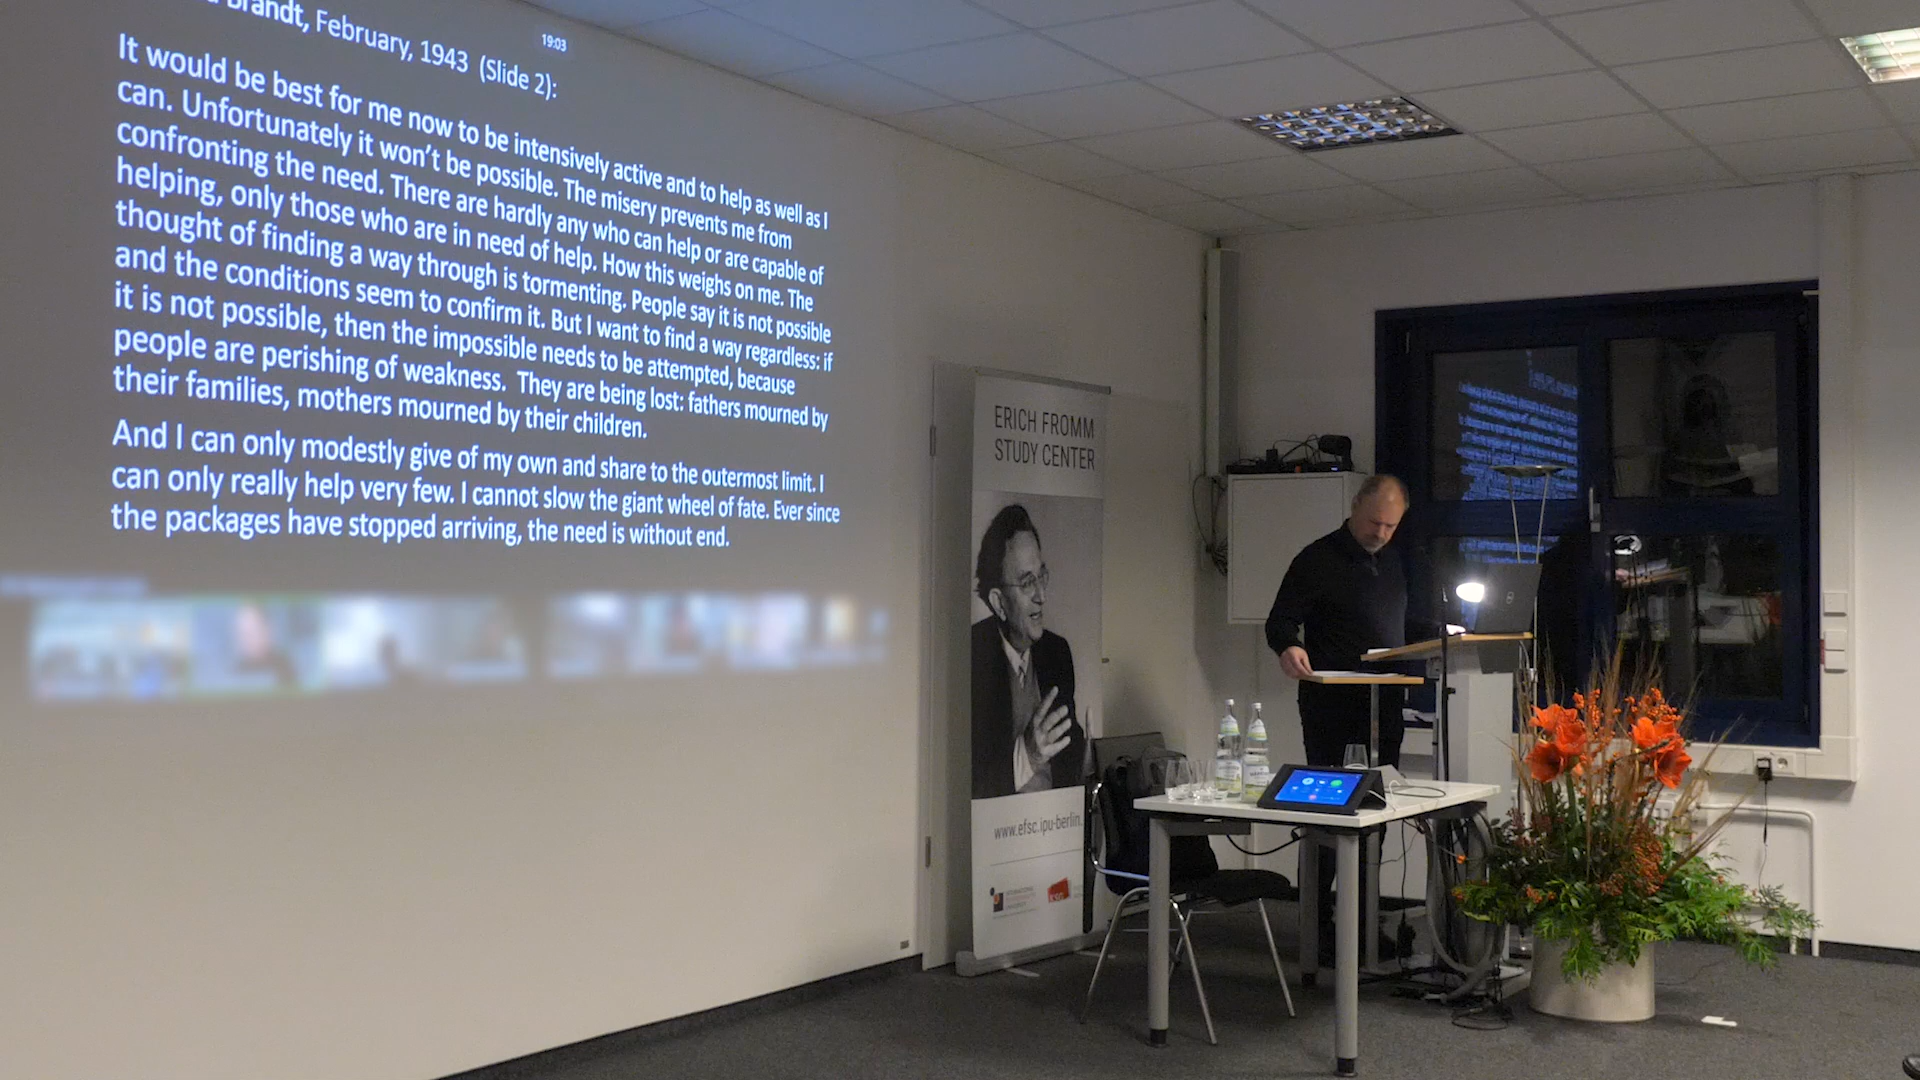 Brandt, February, 1943 (Slide 2):
19:03
It would be best for me now to be intensively active and to help as well as I
can. Unfortunately it won't be possible. The misery prevents me from
confronting the need. There are hardly any who can help or are capable of
helping, only those who are in need of help. How this weighs on me. The
thought of finding a way through is tormenting. People say it is not possible
and the conditions seem to confirm it. But I want to find a way regardless: if
it is not possible, then the impossible needs to be attempted, because
people are perishing of weakness. They are being lost: fathers mourned by
their families, mothers mourned by their children.
And I can only modestly give of my own and share to the outermost limit. I
can only really help very few. I cannot slow the giant wheel of fate. Ever since
the packages have stopped arriving, the need is without end.
ERICH FROMM
STUDY CENTER
www.efsc.ipu-berlin.